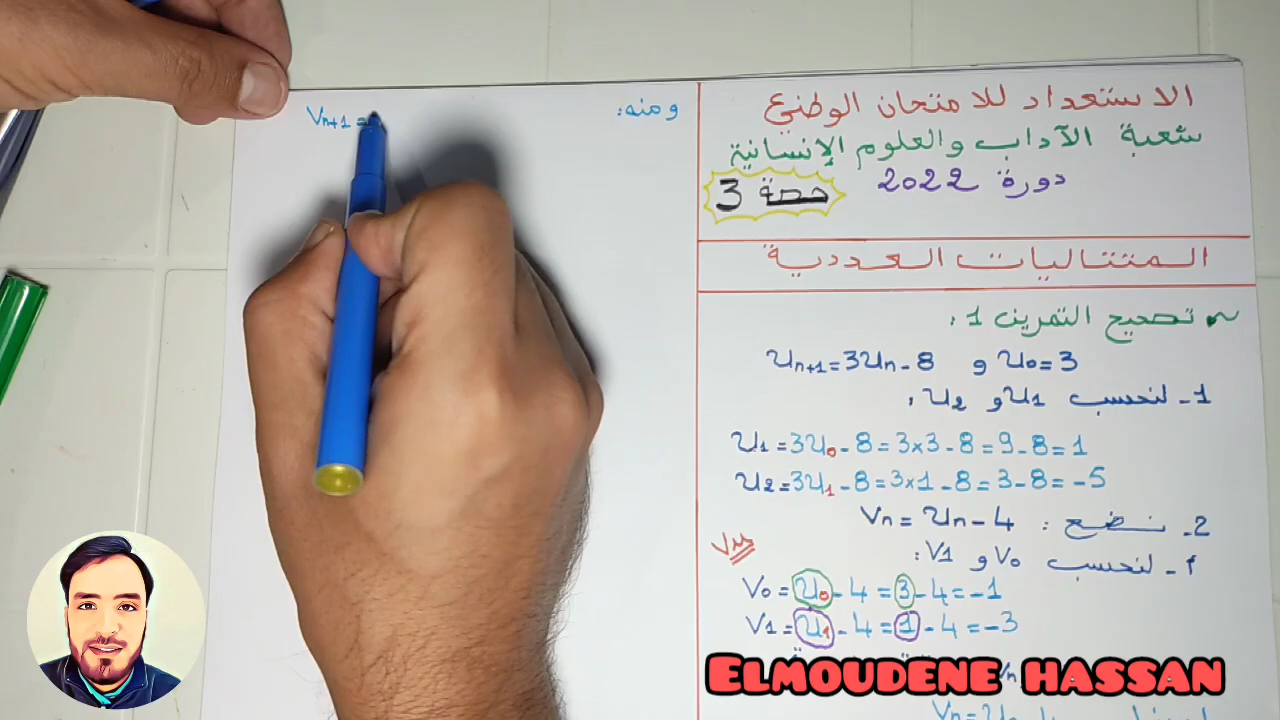 الاستعداد للامتحان الوطني
شعبة الآداب والعلوم الإنسانية
دورة 2022
حصة 3
المتتاليات العددية
تصحيح التمرين 1 :
Un+1 = 3Un - 8 و U0 = 3
1- لنحسب U1 و U2 :
U1 = 3U0 - 8 = 3×3 - 8 = 9 - 8 = 1
U2 = 3U1 - 8 = 3×1 - 8 = 3 - 8 = -5
2- نضع : Vn = Un - 4
أ - لنحسب V0 و V1 :
V0 = U0 - 4 = 3 - 4 = -1
V1 = U1 - 4 = 1 - 4 = -3
ومنه :
Vn+1 =
ELMOUDENE HASSAN